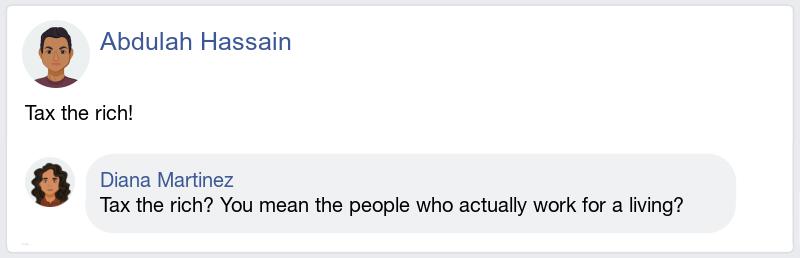 Abdulah Hassain
Tax the rich!
Diana Martinez
Tax the rich? You mean the people who actually work for a living?